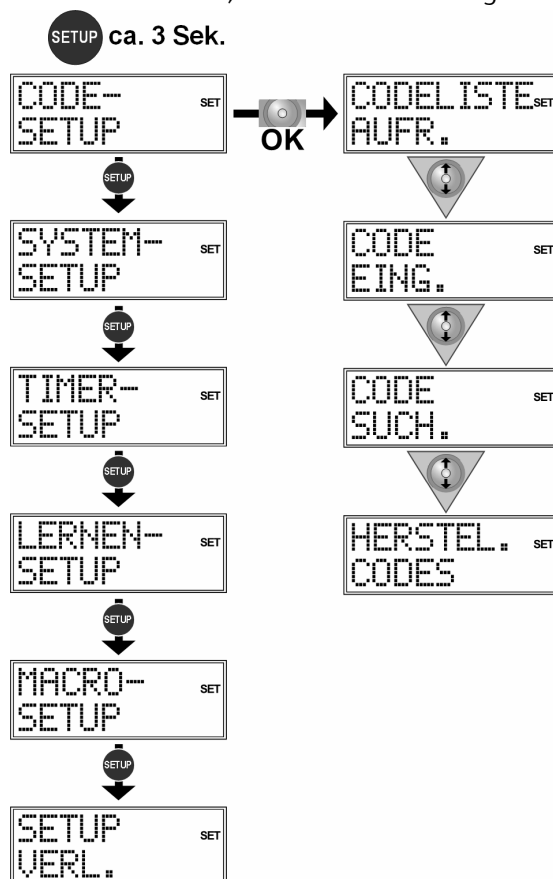 SETUP ca. 3 Sek.
CODE-
SETUP
SET
OK
CODELISTE
AUFR.
SET
SETUP
SYSTEM-
SETUP
SET
CODE
EING.
SET
SETUP
TIMER-
SETUP
SET
CODE
SUCH.
SET
SETUP
LERNEN-
SETUP
SET
HERSTEL.
CODES
SET
SETUP
MACRO-
SETUP
SET
SETUP
SETUP
VERL.
SET